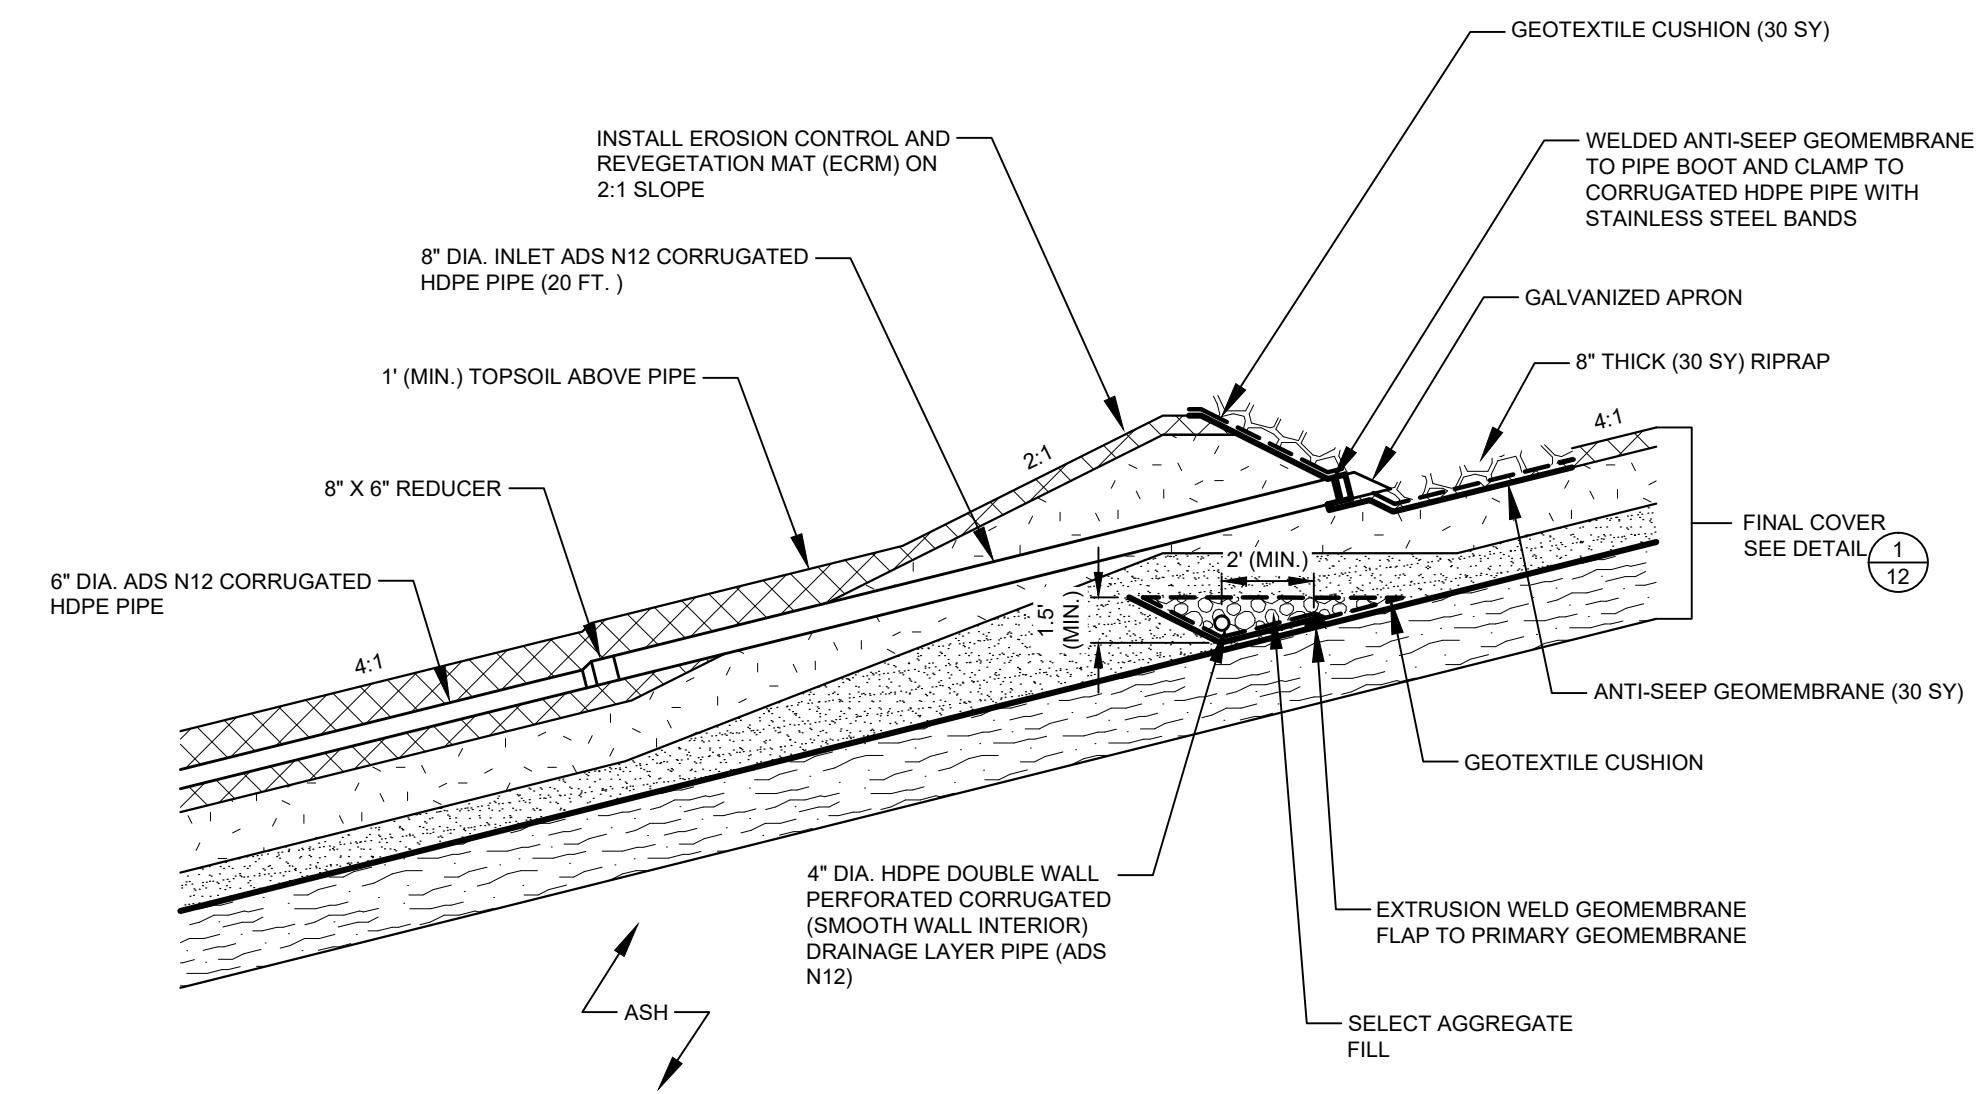 GEOTEXTILE CUSHION (30 SY)
INSTALL EROSION CONTROL AND
REVEGETATION MAT (ECRM) ON
2:1 SLOPE
WELDED ANTI-SEEP GEOMEMBRANE
TO PIPE BOOT AND CLAMP TO
CORRUGATED HDPE PIPE WITH
STAINLESS STEEL BANDS
8" DIA. INLET ADS N12 CORRUGATED
HDPE PIPE (20 FT. )
GALVANIZED APRON
1' (MIN.) TOPSOIL ABOVE PIPE
8" THICK (30 SY) RIPRAP
4:1
2:1
8" X 6" REDUCER
FINAL COVER
SEE DETAIL
1
12
2' (MIN.)
6" DIA. ADS N12 CORRUGATED
HDPE PIPE
1.5'
(MIN.)
4:1
ANTI-SEEP GEOMEMBRANE (30 SY)
GEOTEXTILE CUSHION
4" DIA. HDPE DOUBLE WALL
PERFORATED CORRUGATED
(SMOOTH WALL INTERIOR)
DRAINAGE LAYER PIPE (ADS
N12)
EXTRUSION WELD GEOMEMBRANE
FLAP TO PRIMARY GEOMEMBRANE
ASH
SELECT AGGREGATE
FILL